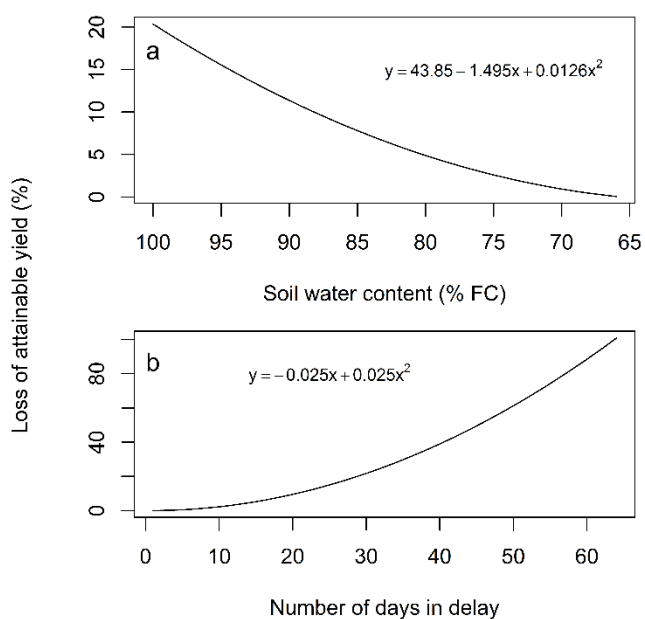 Loss of attainable yield (%)
a
y = 43.85 − 1.495x + 0.0126x²
20
15
10
5
0
100 95 90 85 80 75 70 65
Soil water content (% FC)
b
y = −0.025x + 0.025x²
80
40
0
0 10 20 30 40 50 60
Number of days in delay